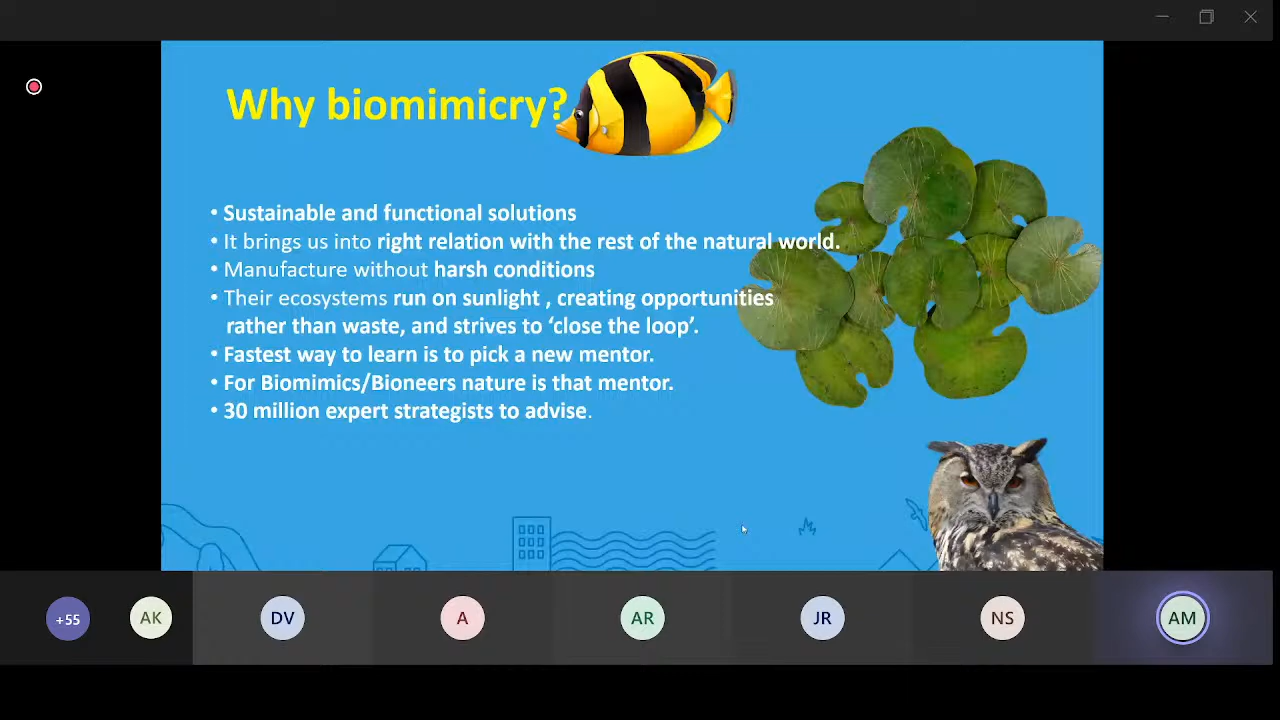 Why biomimicry?
• Sustainable and functional solutions
• It brings us into right relation with the rest of the natural world.
• Manufacture without harsh conditions
• Their ecosystems run on sunlight , creating opportunities
rather than waste, and strives to ‘close the loop’.
• Fastest way to learn is to pick a new mentor.
• For Biomimics/Bioneers nature is that mentor.
• 30 million expert strategists to advise.
+55 AK DV A AR JR NS AM